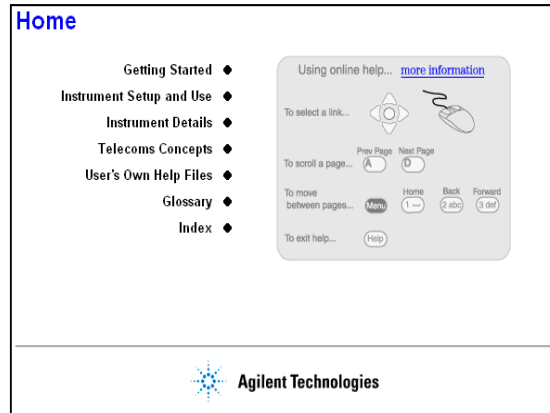 Home
Getting Started
Instrument Setup and Use
Instrument Details
Telecoms Concepts
User's Own Help Files
Glossary
Index
Using online help... more information
To select a link...
Prev Page Next Page
To scroll a page... A D
Home Back Forward
To move
between pages... Menu 1 2 abc 3 def
To exit help... Help
Agilent Technologies